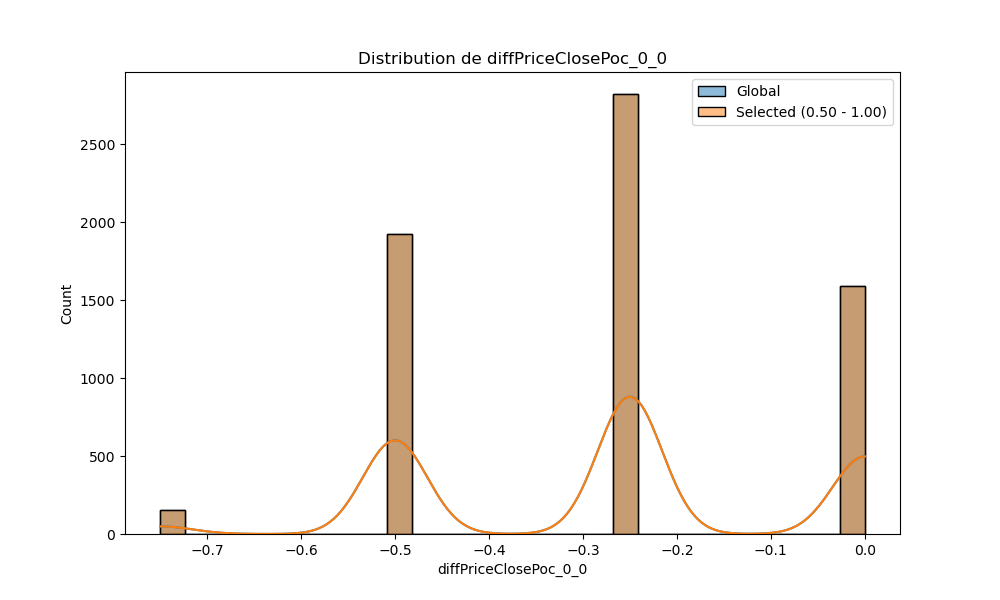 Distribution de diffPriceClosePoc_0_0
Global
Selected (0.50 - 1.00)
2500
2000
1500
1000
500
0
Count
−0.7
−0.6
−0.5
−0.4
−0.3
−0.2
−0.1
0.0
diffPriceClosePoc_0_0